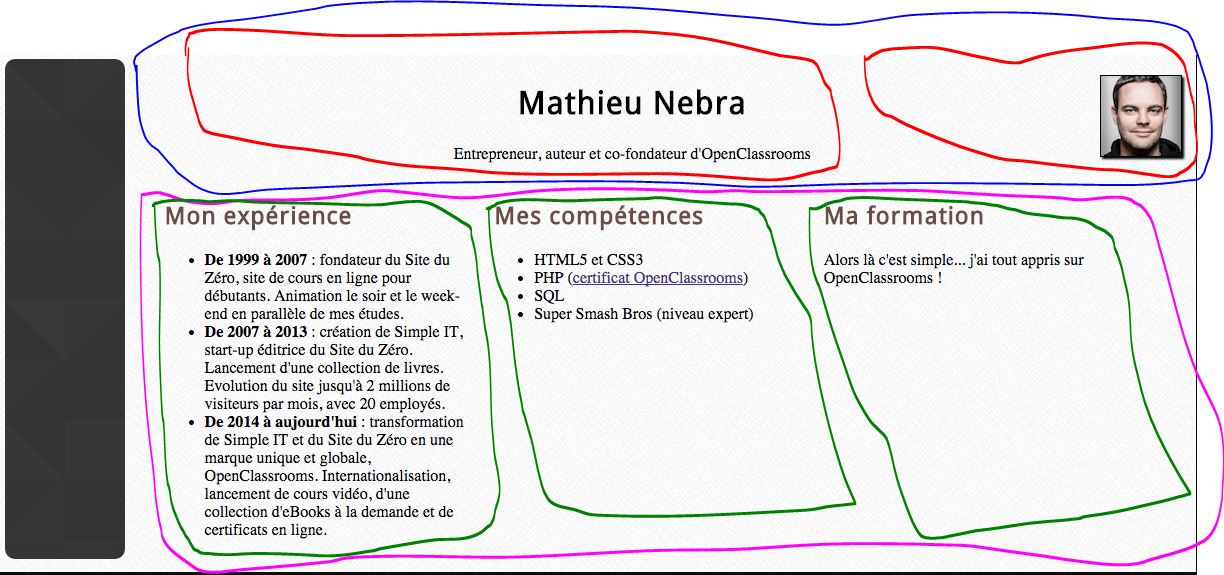 Mathieu Nebra
Entrepreneur, auteur et co-fondateur d'OpenClassrooms
Mon expérience
De 1999 à 2007 : fondateur du Site du
Zéro, site de cours en ligne pour
débutants. Animation le soir et le week-
end en parallèle de mes études.
De 2007 à 2013 : création de Simple IT,
start-up éditrice du Site du Zéro.
Lancement d'une collection de livres.
Evolution du site jusqu'à 2 millions de
visiteurs par mois, avec 20 employés.
De 2014 à aujourd'hui : transformation
de Simple IT et du Site du Zéro en une
marque unique et globale,
OpenClassrooms. Internationalisation,
lancement de cours vidéo, d'une
collection d'eBooks à la demande et de
certificats en ligne.
Mes compétences
HTML5 et CSS3
PHP (certificat OpenClassrooms)
SQL
Super Smash Bros (niveau expert)
Ma formation
Alors là c'est simple... j'ai tout appris sur
OpenClassrooms !